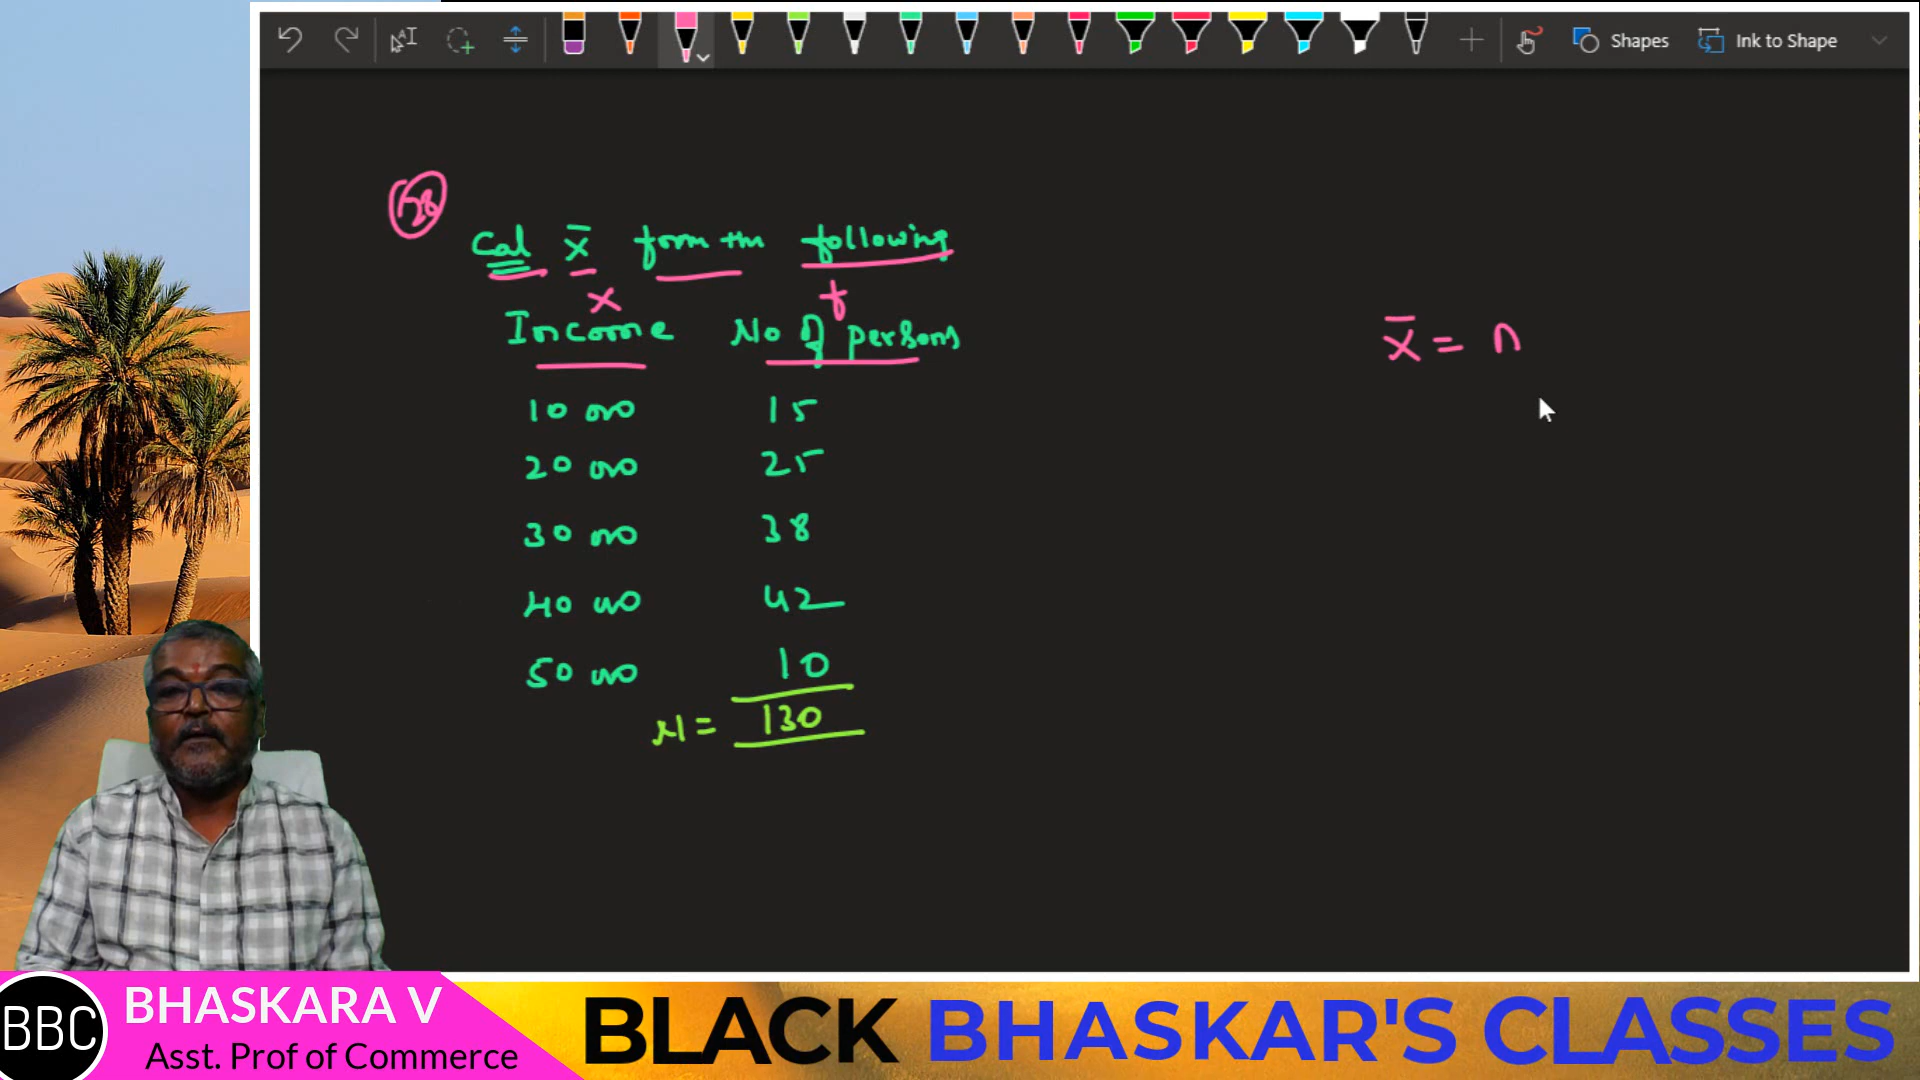 Shapes
Ink to Shape
Cal x̄ form the following
x f
Income No of persons
10 000 15
20 000 25
30 000 38
40 000 42
50 000 10
N = 130
x̄ = n
BBC
BHASKARA V
Asst. Prof of Commerce
BLACK BHASKAR'S CLASSES